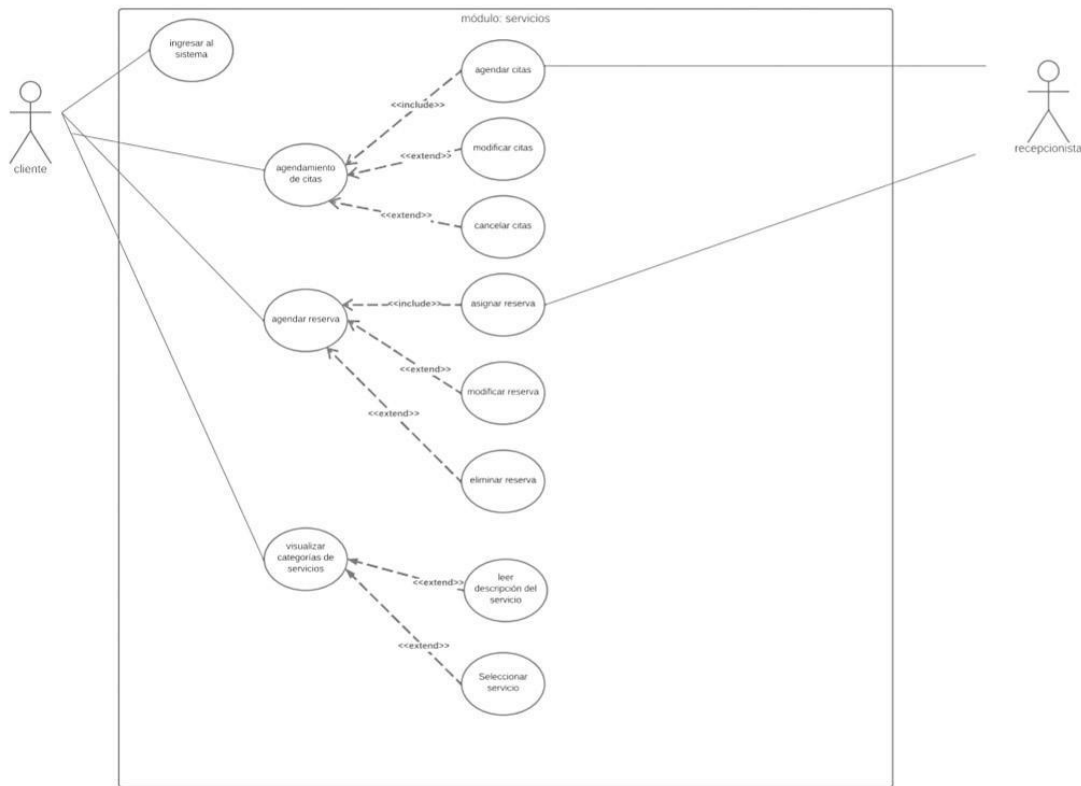 módulo: servicios
ingresar al
sistema
agendar citas
<<include>>
cliente
recepcionista
modificar citas
<<extend>>
agendamiento
de citas
cancelar citas
<<extend>>
asignar reserva
<<include>>
agendar reserva
<<extend>>
modificar reserva
<<extend>>
eliminar reserva
visualizar
categorías de
servicios
<<extend>>
leer
descripción del
servicio
<<extend>>
Seleccionar
servicio